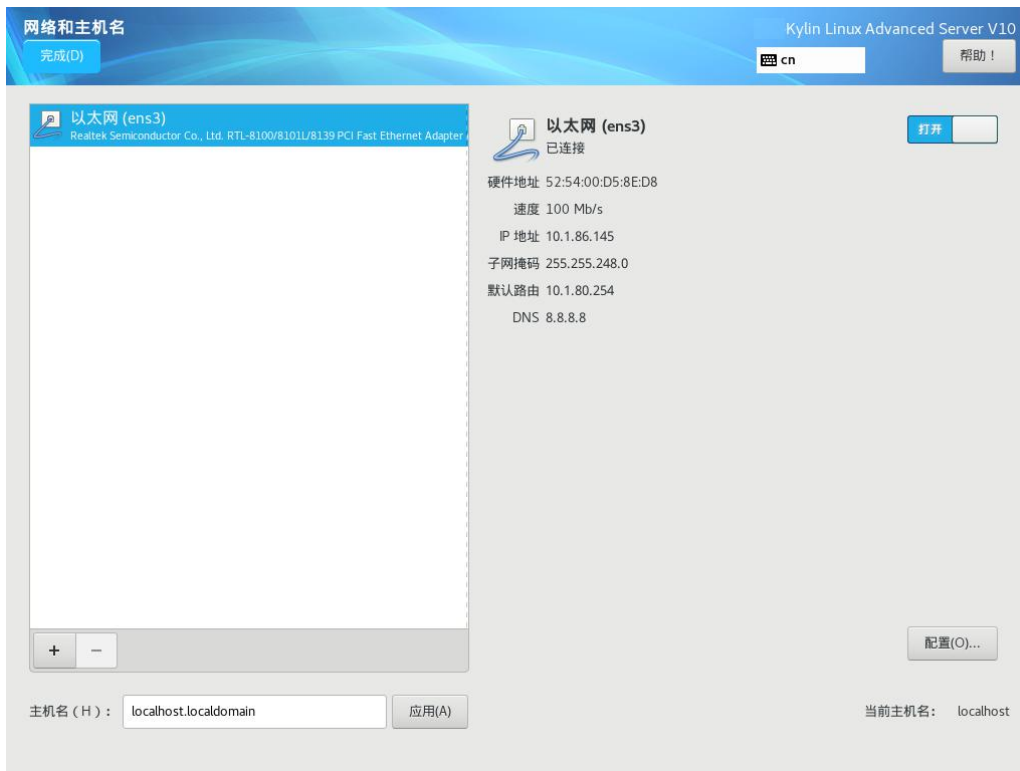 网络和主机名
Kylin Linux Advanced Server V10
完成(D)
cn
帮助！
以太网 (ens3)
Realtek Semiconductor Co., Ltd. RTL-8100/8101L/8139 PCI Fast Ethernet Adapter
以太网 (ens3)
已连接
打开
硬件地址 52:54:00:D5:8E:D8
速度 100 Mb/s
IP 地址 10.1.86.145
子网掩码 255.255.248.0
默认路由 10.1.80.254
DNS 8.8.8.8
+ −
配置(O)...
主机名（H）： localhost.localdomain 应用(A)
当前主机名： localhost